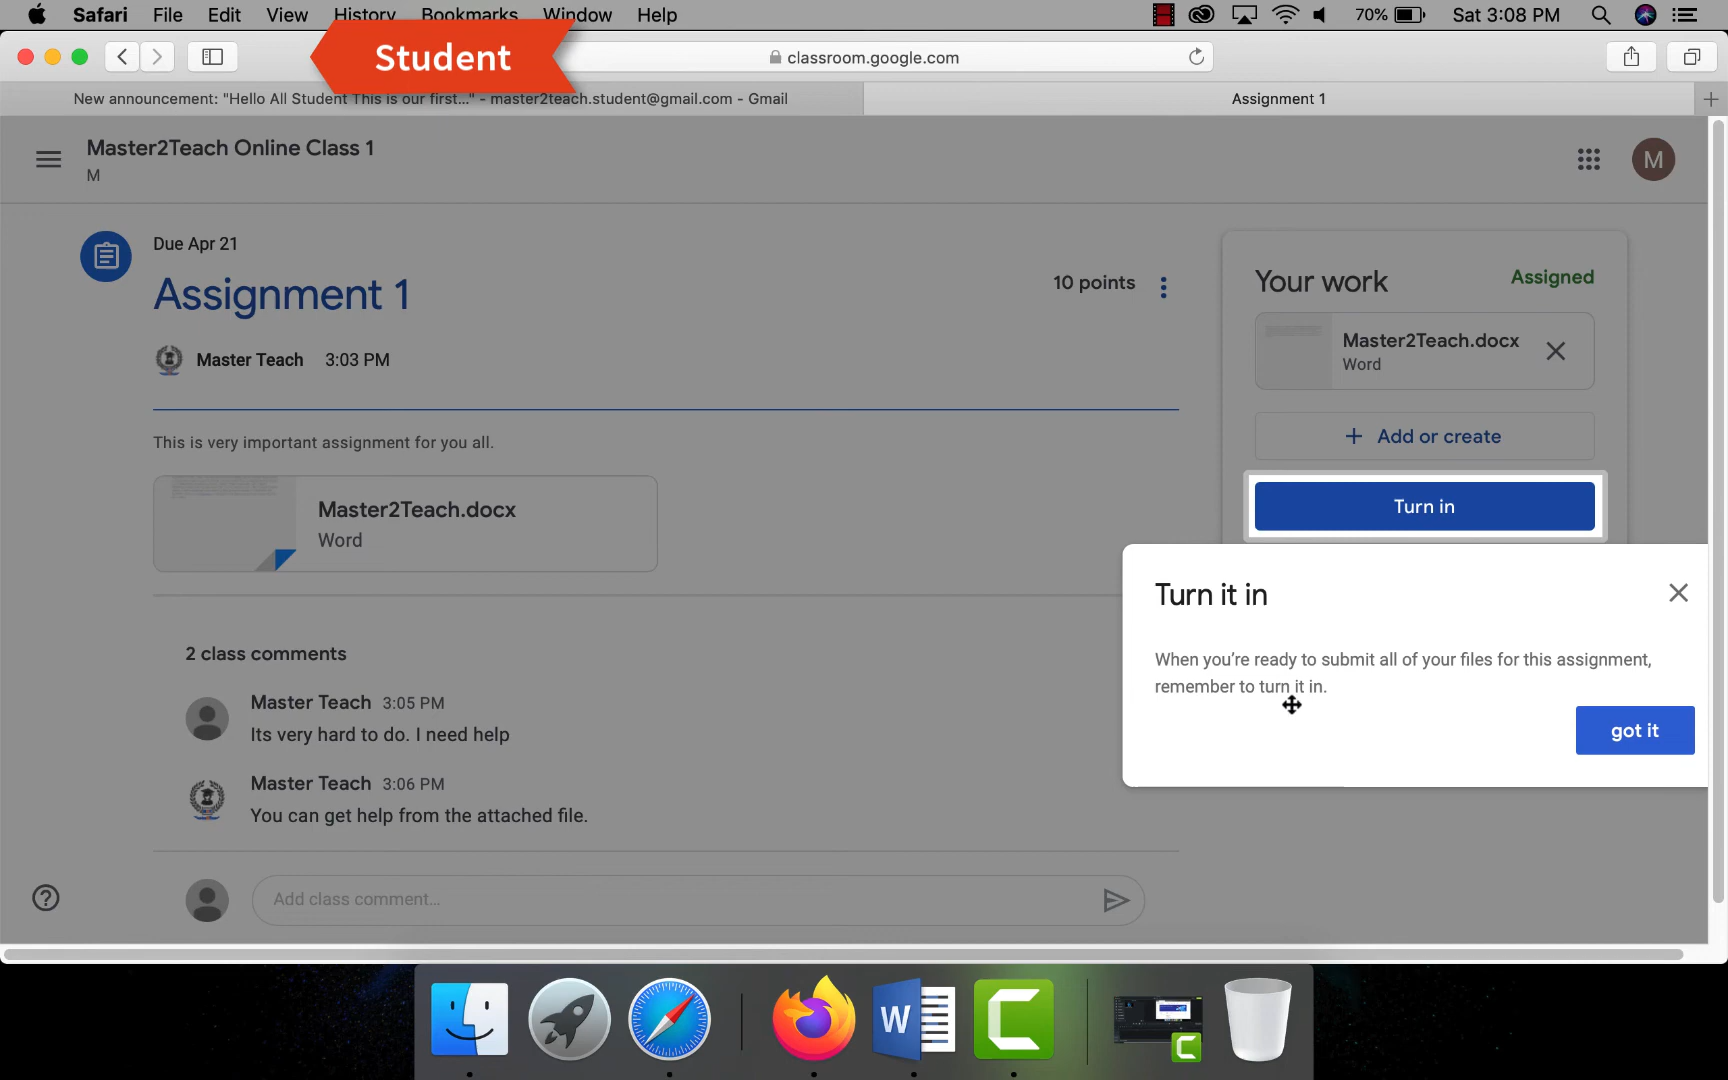 Safari File Edit View History Bookmarks Window Help 70% Sat 3:08 PM
Student
classroom.google.com
New announcement: "Hello All Student This is our first..." - master2teach.student@gmail.com - Gmail
Assignment 1
Master2Teach Online Class 1
M
M
Due Apr 21
Assignment 1
10 points
Master Teach 3:03 PM
This is very important assignment for you all.
Master2Teach.docx
Word
2 class comments
Master Teach 3:05 PM
Its very hard to do. I need help
Master Teach 3:06 PM
You can get help from the attached file.
Add class comment...
Your work
Assigned
Master2Teach.docx
Word
+ Add or create
Turn in
Turn it in
When you're ready to submit all of your files for this assignment,
remember to turn it in.
got it